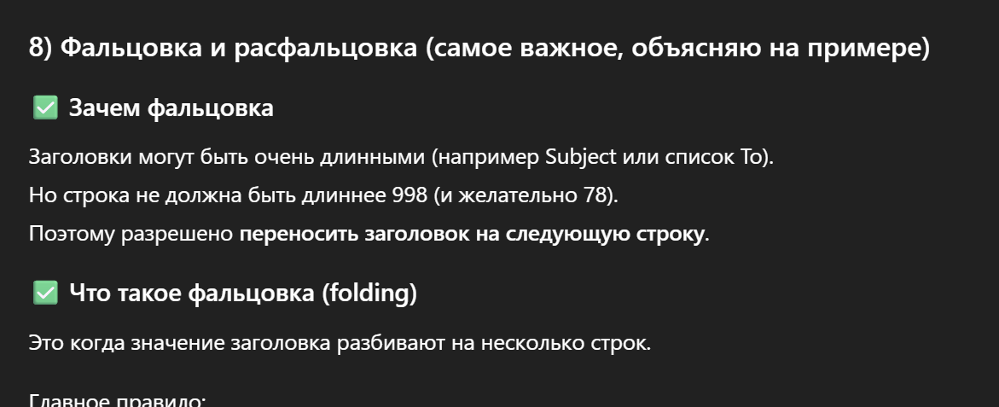 8) Фальцовка и расфальцовка (самое важное, объясняю на примере)
✅ Зачем фальцовка
Заголовки могут быть очень длинными (например Subject или список To).
Но строка не должна быть длиннее 998 (и желательно 78).
Поэтому разрешено переносить заголовок на следующую строку.
✅ Что такое фальцовка (folding)
Это когда значение заголовка разбивают на несколько строк.
Главное правило: